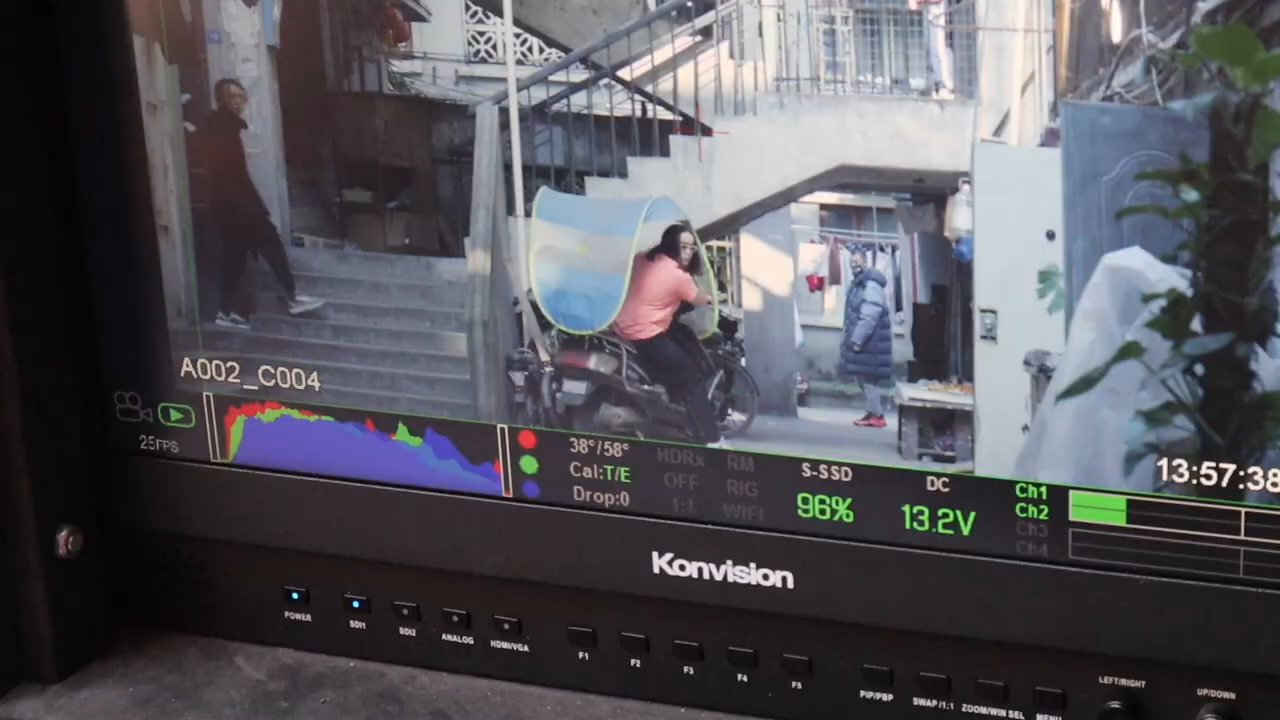 A002_C004
25FPS
38°/58°
Cal:T/E
Drop:0
HDRx
OFF
1:1
RM
RIG
WIFI
S-SSD
96%
DC
13.2V
Ch1
Ch2
Ch3
Ch4
13:57:38
Konvision
POWER
SDI1
SDI2
ANALOG
HDMI/VGA
F1
F2
F3
F4
F5
PIP/PBP
SWAP/1:1
ZOOM/WIN SEL
MENU
LEFT/RIGHT
UP/DOWN